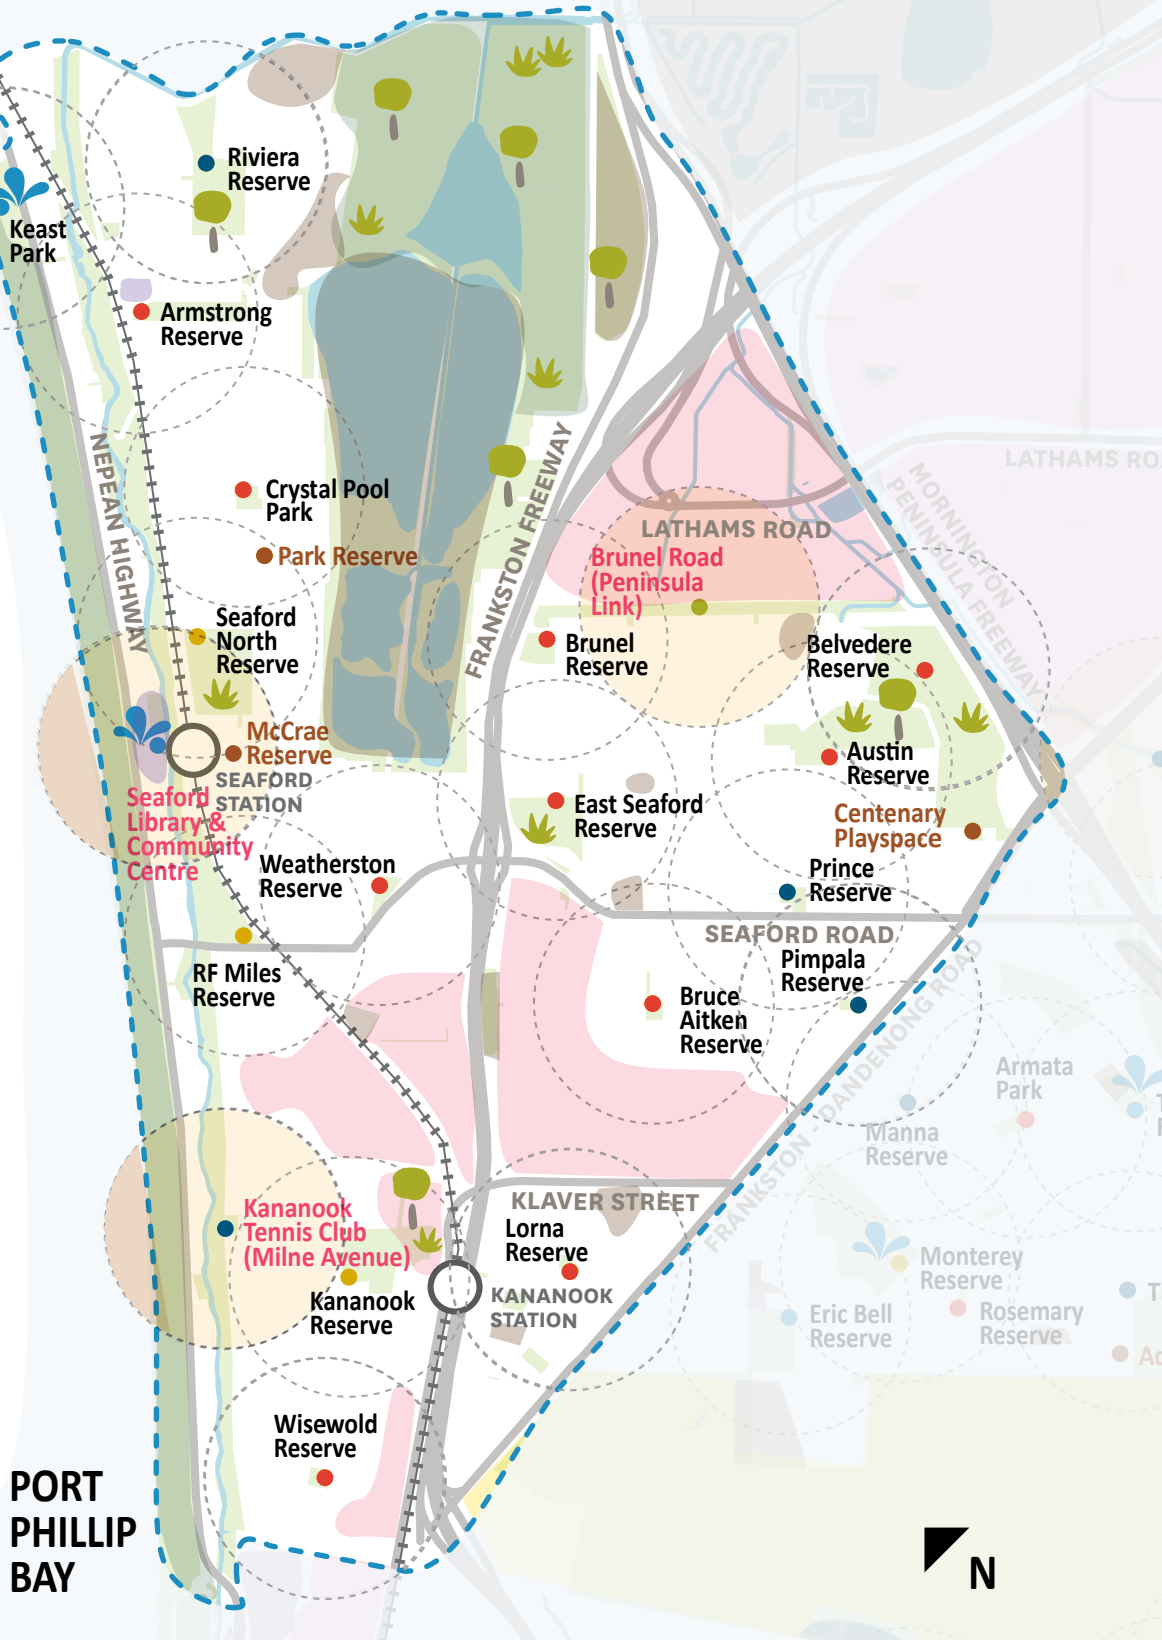 Riviera
Reserve
Keast
Park
Armstrong
Reserve
NEPEAN HIGHWAY
Crystal Pool
Park
Park Reserve
FRANKSTON FREEWAY
LATHAMS ROAD
MORNINGTON
PENINSULA FREEWAY
LATHAMS RO
Brunel Road
(Peninsula
Link)
Seaford
North
Reserve
Brunel
Reserve
Belvedere
Reserve
McCrae
Reserve
SEAFORD
STATION
Austin
Reserve
Seaford
Library &
Community
Centre
East Seaford
Reserve
Centenary
Playspace
Weatherston
Reserve
Prince
Reserve
SEAFORD ROAD
RF Miles
Reserve
Pimpala
Reserve
Bruce
Aitken
Reserve
FRANKSTON - DANDENONG ROAD
Armata
Park
Manna
Reserve
KLAVER STREET
Kananook
Tennis Club
(Milne Avenue)
Lorna
Reserve
Kananook
Reserve
KANANOOK
STATION
Monterey
Reserve
Eric Bell
Reserve
Rosemary
Reserve
Wisewold
Reserve
PORT
PHILLIP
BAY
N